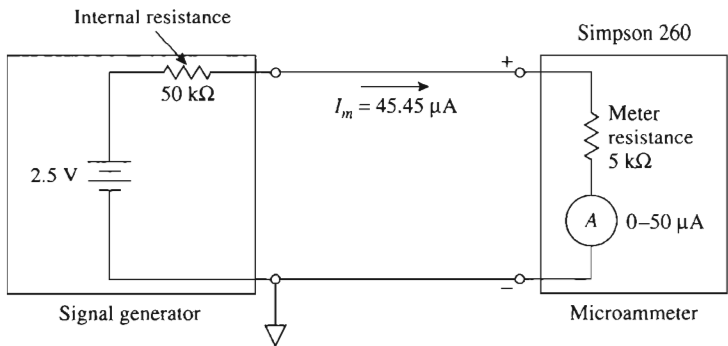 Internal resistance
Simpson 260
50 kΩ
+
I_m = 45.45 μA
Meter
resistance
5 kΩ
2.5 V
A
0–50 μA
–
Signal generator
Microammeter